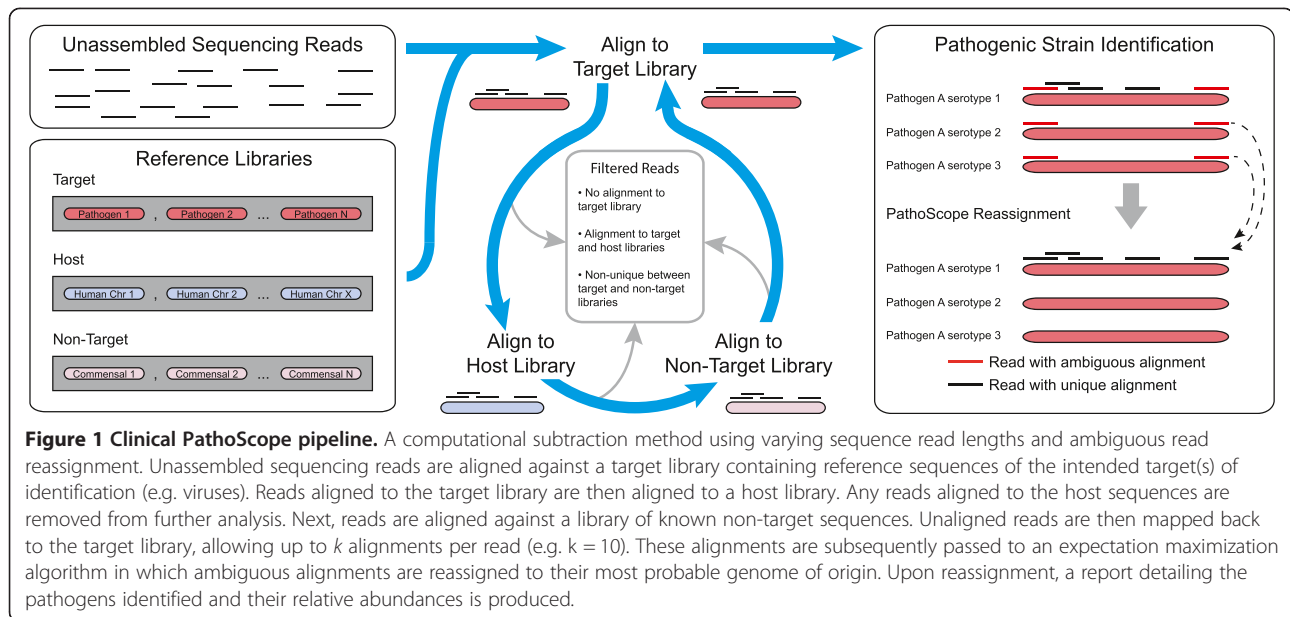 Unassembled Sequencing Reads
Reference Libraries
Target
Pathogen 1 , Pathogen 2 ... Pathogen N
Host
Human Chr 1 , Human Chr 2 ... Human Chr X
Non-Target
Commensal 1 , Commensal 2 ... Commensal N
Align to
Target Library
Filtered Reads
• No alignment to
target library
• Alignment to target
and host libraries
• Non-unique between
target and non-target
libraries
Align to
Host Library
Align to
Non-Target Library
Pathogenic Strain Identification
Pathogen A serotype 1
Pathogen A serotype 2
Pathogen A serotype 3
PathoScope Reassignment
Pathogen A serotype 1
Pathogen A serotype 2
Pathogen A serotype 3
Read with ambiguous alignment
Read with unique alignment
Figure 1 Clinical PathoScope pipeline. A computational subtraction method using varying sequence read lengths and ambiguous read
reassignment. Unassembled sequencing reads are aligned against a target library containing reference sequences of the intended target(s) of
identification (e.g. viruses). Reads aligned to the target library are then aligned to a host library. Any reads aligned to the host sequences are
removed from further analysis. Next, reads are aligned against a library of known non-target sequences. Unaligned reads are then mapped back
to the target library, allowing up to k alignments per read (e.g. k = 10). These alignments are subsequently passed to an expectation maximization
algorithm in which ambiguous alignments are reassigned to their most probable genome of origin. Upon reassignment, a report detailing the
pathogens identified and their relative abundances is produced.